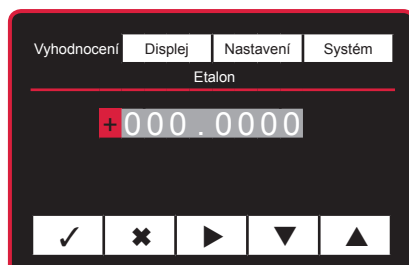 Vyhodnocení Displej Nastavení Systém
Etalon
+000.0000